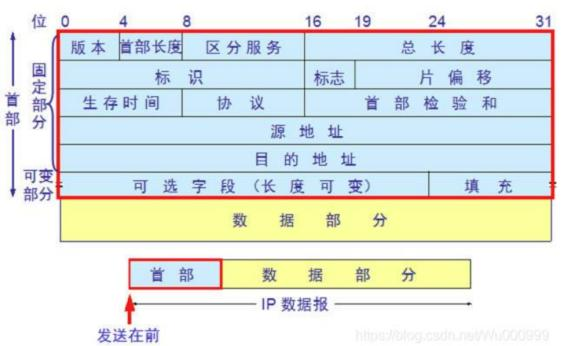 位 0 4 8 16 19 24 31
版本 首部长度 区分服务 总长度
标识 标志 片偏移
生存时间 协议 首部检验和
源地址
目的地址
可选字段（长度可变） 填充
数据部分
首部
固定部分
可变部分
首部 数据部分
IP 数据报
发送在前
https://blog.csdn.net/Wu000999